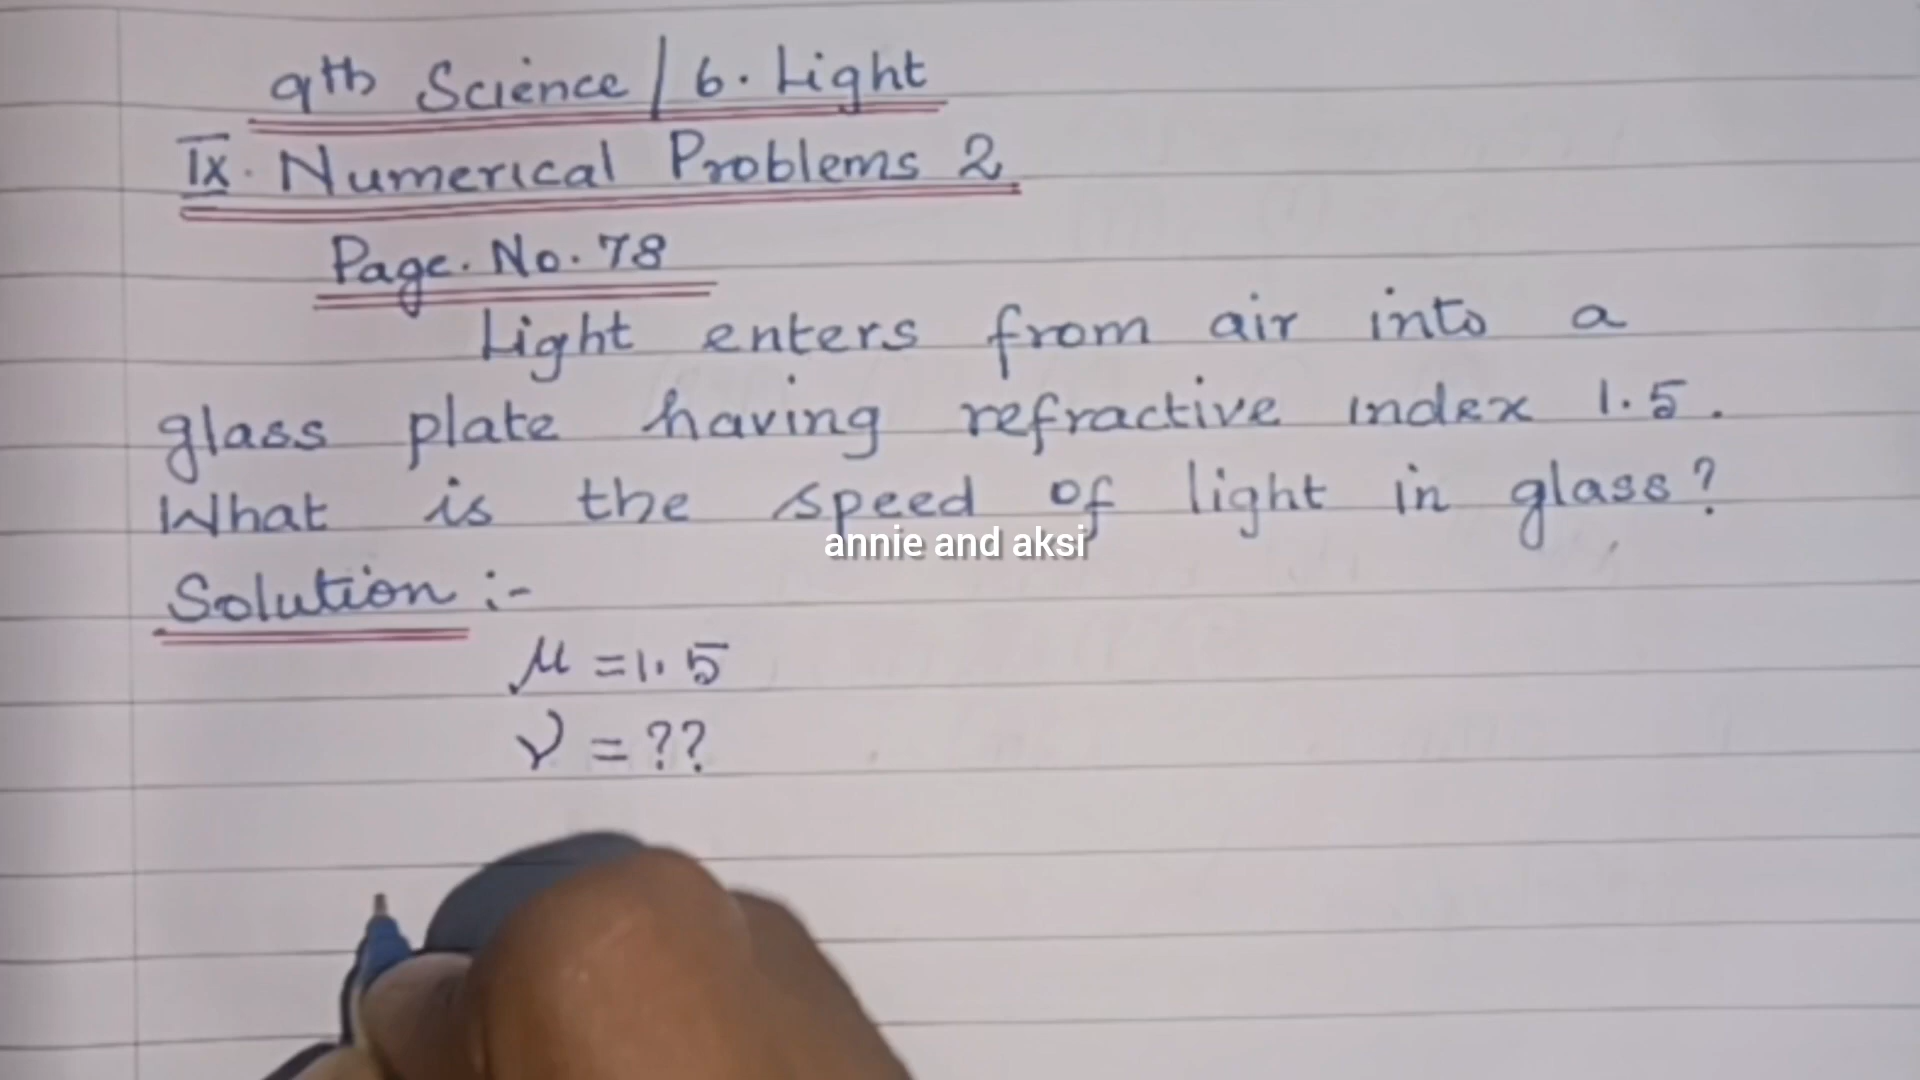 9th Science / 6. Light
IX. Numerical Problems 2
Page. No. 78
Light enters from air into a
glass plate having refractive index 1.5.
What is the speed of light in glass?
annie and aksi
Solution :-
μ = 1.5
ν = ??